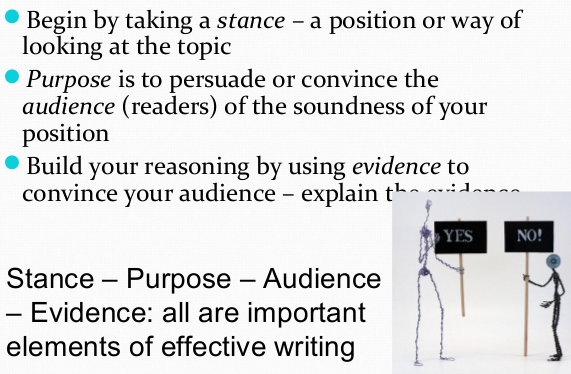 Begin by taking a stance – a position or way of
looking at the topic
Purpose is to persuade or convince the
audience (readers) of the soundness of your
position
Build your reasoning by using evidence to
convince your audience – explain the evidence
YES
NO!
Stance – Purpose – Audience
– Evidence: all are important
elements of effective writing